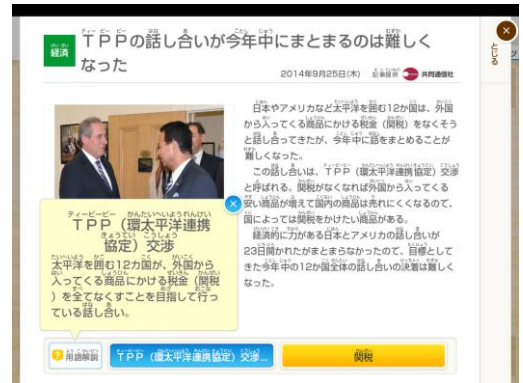 経済
TPPの話し合いが今年中にまとまるのは難しく
なった
2014年9月25日(木) 記事提供 共同通信社
とじる
日本やアメリカなど太平洋を囲む12か国は、外国
から入ってくる商品にかける税金(関税)をなくそう
と話し合ってきたが、今年中に話をまとめることが
難しくなった。
この話し合いは、TPP(環太平洋連携協定)交渉
と呼ばれる。関税がなくなれば外国から入ってくる
安い商品が増えて国内の商品は売れにくくなるので、
国によっては関税をかけたい商品がある。
経済的に力がある日本とアメリカの話し合いが
23日開かれたがまとまらなかったので、目標として
きた今年中の12か国全体の話し合いの決着は難しく
なった。
TPP(環太平洋連携
協定)交渉
太平洋を囲む12カ国が、外国から
入ってくる商品にかける税金(関税
)を全てなくすことを目指して行っ
ている話し合い。
用語解説
TPP(環太平洋連携協定)交渉...
関税